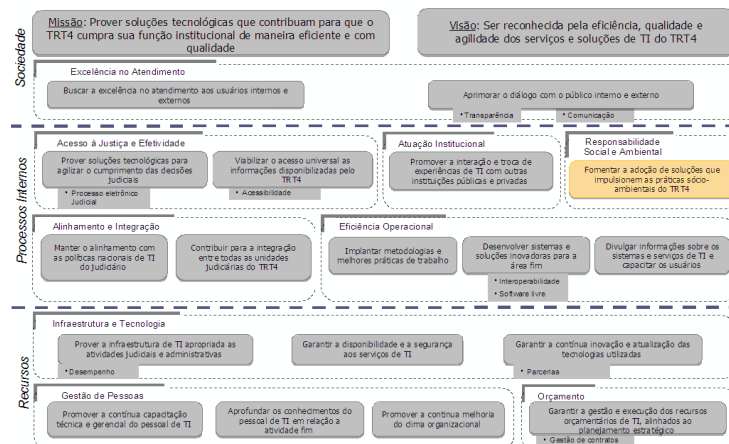 Missão: Prover soluções tecnológicas que contribuam para que o
TRT4 cumpra sua função institucional de maneira eficiente e com
qualidade
Visão: Ser reconhecida pela eficiência, qualidade e
agilidade dos serviços e soluções de TI do TRT4
Sociedade
Excelência no Atendimento
Buscar a excelência no atendimento aos usuários internos e
externos
Aprimorar o diálogo com o público interno e externo
• Transparência
• Comunicação
Processos Internos
Acesso à Justiça e Efetividade
Prover soluções tecnológicas para
agilizar o cumprimento das decisões
judiciais
• Processo eletrônico
Judicial
Viabilizar o acesso universal as
informações disponibilizadas pelo
TRT4
• Acessibilidade
Atuação Institucional
Promover a interação e troca de
experiências de TI com outras
instituições públicas e privadas
Responsabilidade
Social e Ambiental
Fomentar a adoção de soluções que
impulsionem as práticas sócio-
ambientais do TRT4
Alinhamento e Integração
Manter o alinhamento com
as políticas nacionais de TI
do judiciário
Contribuir para a integração
entre todas as unidades
judiciárias do TRT4
Eficiência Operacional
Implantar metodologias e
melhores práticas de trabalho
Desenvolver sistemas e
soluções inovadoras para a
área fim
• Interoperabilidade
• Software livre
Divulgar informações sobre os
sistemas e serviços de TI e
capacitar os usuários
Recursos
Infraestrutura e Tecnologia
Prover a infraestrutura de TI apropriada as
atividades judiciais e administrativas
• Desempenho
Garantir a disponibilidade e a segurança
aos serviços de TI
Garantir a contínua inovação e atualização das
tecnologias utilizadas
• Parcerias
Gestão de Pessoas
Promover a contínua capacitação
técnica e gerencial do pessoal de TI
Aprofundar os conhecimentos do
pessoal de TI em relação a
atividade fim
Promover a continua melhoria
do clima organizacional
Orçamento
Garantir a gestão e execução dos recursos
orçamentários de TI, alinhados ao
planejamento estratégico
• Gestão de contratos